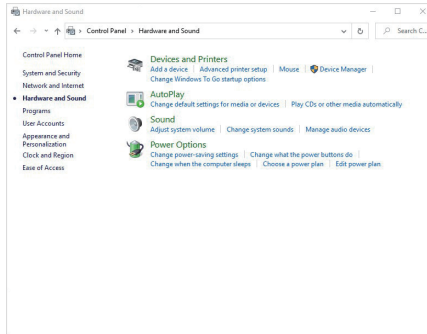 Hardware and Sound
Control Panel > Hardware and Sound
Search C...
Control Panel Home
System and Security
Network and Internet
Hardware and Sound
Programs
User Accounts
Appearance and
Personalization
Clock and Region
Ease of Access
Devices and Printers
Add a device | Advanced printer setup | Mouse | Device Manager |
Change Windows To Go startup options
AutoPlay
Change default settings for media or devices | Play CDs or other media automatically
Sound
Adjust system volume | Change system sounds | Manage audio devices
Power Options
Change power-saving settings | Change what the power buttons do |
Change when the computer sleeps | Choose a power plan | Edit power plan